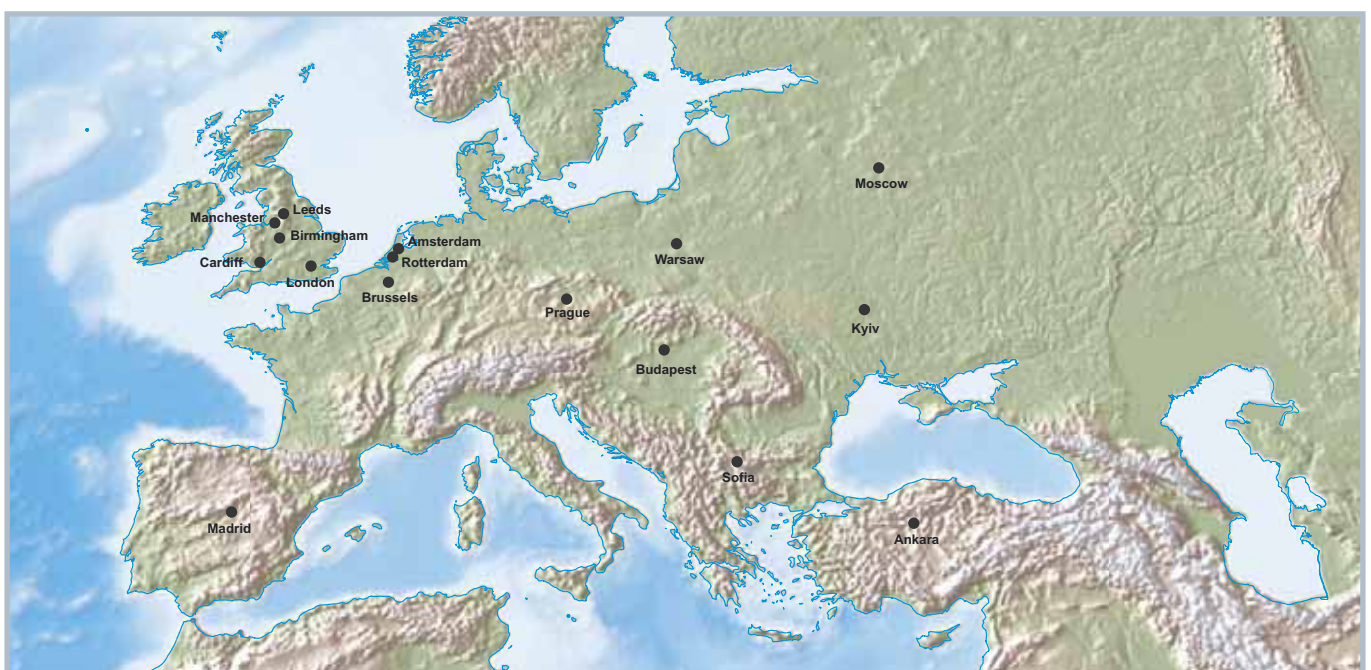 Moscow
Leeds
Manchester
Birmingham
Amsterdam
Cardiff
Rotterdam
Warsaw
London
Brussels
Prague
Kyiv
Budapest
Sofia
Madrid
Ankara